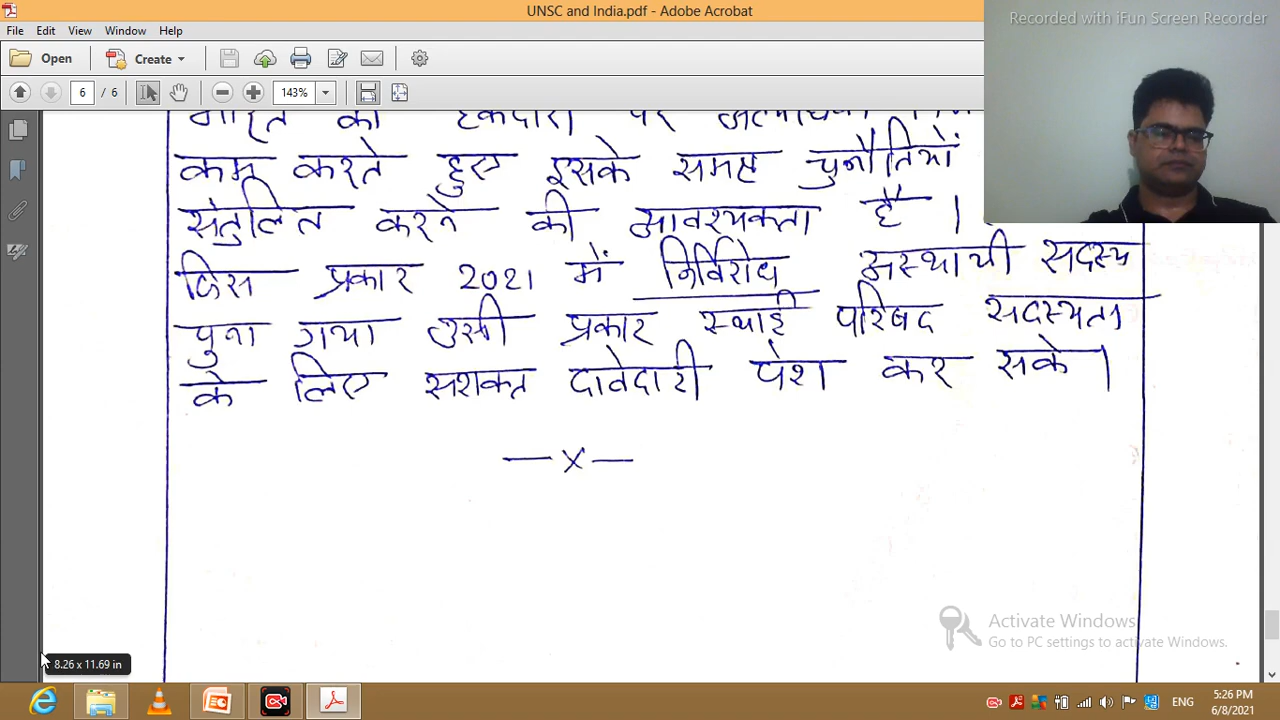 UNSC and India.pdf - Adobe Acrobat
Recorded with iFun Screen Recorder
File Edit View Window Help
Open Create
6 / 6 143%
कम करते हुए इसके समक्ष चुनौतियों
संतुलित करने की आवश्यकता है ।
जिस प्रकार 2021 में निर्विरोध अस्थायी सदस्य
चुना गया उसी प्रकार स्थाई परिषद सदस्यता
के लिए सशक्त दावेदारी पेश कर सके ।
— x —
Activate Windows
Go to PC settings to activate Windows.
8.26 x 11.69 in
ENG
5:26 PM
6/8/2021